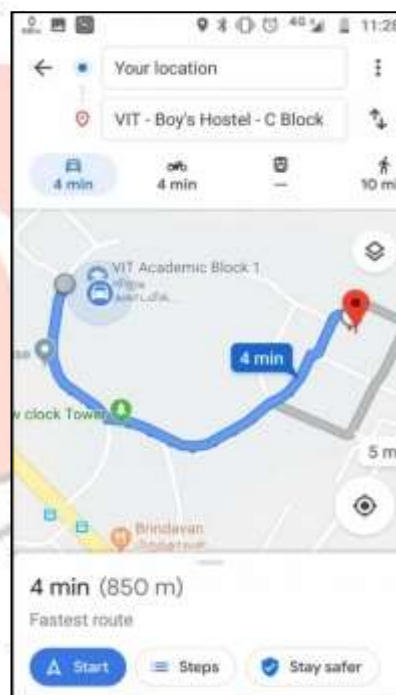 11:28
Your location
VIT - Boy's Hostel - C Block
4 min
4 min
—
10 mi
VIT Academic Block 1
4 min
w clock Tower
5 m
Brindavan
4 min (850 m)
Fastest route
Start
Steps
Stay safer